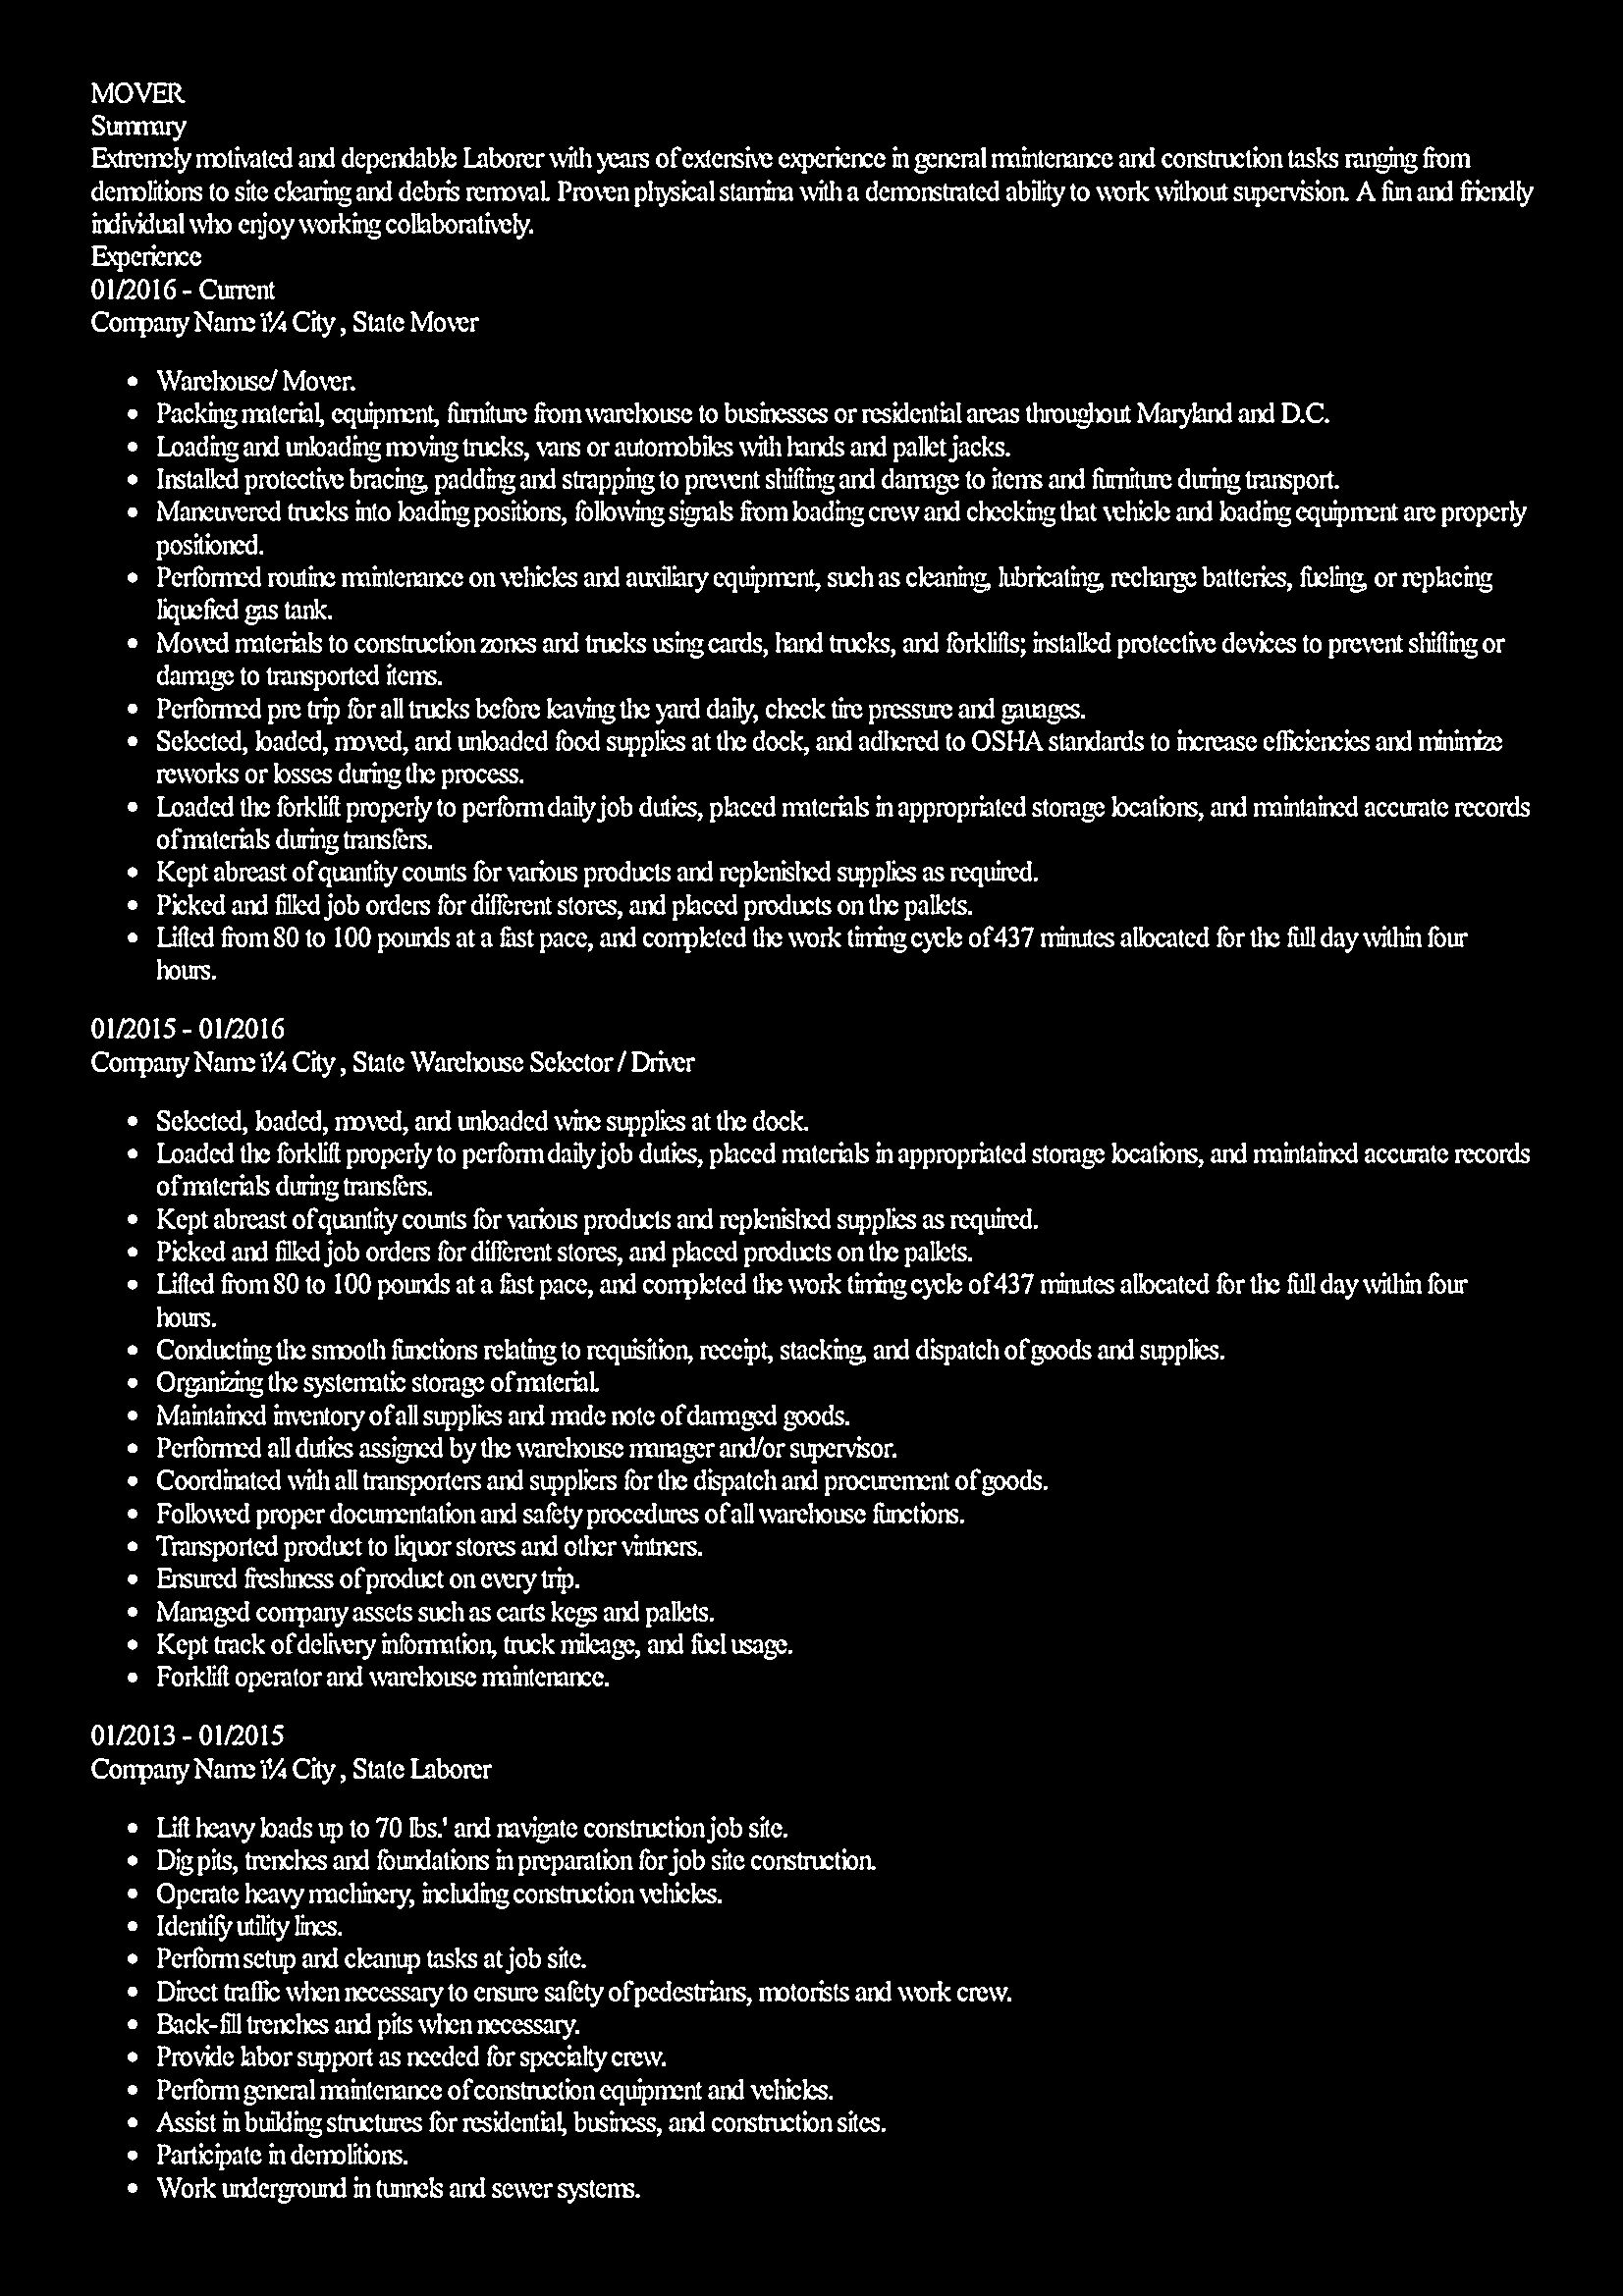 MOVER
Summary
Extremely motivated and dependable Laborer with years of extensive experience in general maintenance and construction tasks ranging from
demolitions to site clearing and debris removal. Proven physical stamina with a demonstrated ability to work without supervision. A fun and friendly
individual who enjoy working collaboratively.
Experience
01/2016 - Current
Company Name ï¼ City , State Mover
• Warehouse/ Mover.
• Packing material, equipment, furniture from warehouse to businesses or residential areas throughout Maryland and D.C.
• Loading and unloading moving trucks, vans or automobiles with hands and pallet jacks.
• Installed protective bracing, padding and strapping to prevent shifting and damage to items and furniture during transport.
• Maneuvered trucks into loading positions, following signals from loading crew and checking that vehicle and loading equipment are properly
positioned.
• Performed routine maintenance on vehicles and auxiliary equipment, such as cleaning, lubricating, recharge batteries, fueling, or replacing
liquefied gas tank.
• Moved materials to construction zones and trucks using cards, hand trucks, and forklifts; installed protective devices to prevent shifting or
damage to transported items.
• Performed pre trip for all trucks before leaving the yard daily, check tire pressure and gauages.
• Selected, loaded, moved, and unloaded food supplies at the dock, and adhered to OSHA standards to increase efficiencies and minimize
reworks or losses during the process.
• Loaded the forklift properly to perform daily job duties, placed materials in appropriated storage locations, and maintained accurate records
of materials during transfers.
• Kept abreast of quantity counts for various products and replenished supplies as required.
• Picked and filled job orders for different stores, and placed products on the pallets.
• Lifted from 80 to 100 pounds at a fast pace, and completed the work timing cycle of 437 minutes allocated for the full day within four
hours.
01/2015 - 01/2016
Company Name ï¼ City , State Warehouse Selector / Driver
• Selected, loaded, moved, and unloaded wine supplies at the dock.
• Loaded the forklift properly to perform daily job duties, placed materials in appropriated storage locations, and maintained accurate records
of materials during transfers.
• Kept abreast of quantity counts for various products and replenished supplies as required.
• Picked and filled job orders for different stores, and placed products on the pallets.
• Lifted from 80 to 100 pounds at a fast pace, and completed the work timing cycle of 437 minutes allocated for the full day within four
hours.
• Conducting the smooth functions relating to requisition, receipt, stacking, and dispatch of goods and supplies.
• Organizing the systematic storage of material.
• Maintained inventory of all supplies and made note of damaged goods.
• Performed all duties assigned by the warehouse manager and/or supervisor.
• Coordinated with all transporters and suppliers for the dispatch and procurement of goods.
• Followed proper documentation and safety procedures of all warehouse functions.
• Transported product to liquor stores and other vintners.
• Ensured freshness of product on every trip.
• Managed company assets such as carts kegs and pallets.
• Kept track of delivery information, truck mileage, and fuel usage.
• Forklift operator and warehouse maintenance.
01/2013 - 01/2015
Company Name ï¼ City , State Laborer
• Lift heavy loads up to 70 lbs.' and navigate construction job site.
• Dig pits, trenches and foundations in preparation for job site construction.
• Operate heavy machinery, including construction vehicles.
• Identify utility lines.
• Perform setup and cleanup tasks at job site.
• Direct traffic when necessary to ensure safety of pedestrians, motorists and work crew.
• Back-fill trenches and pits when necessary.
• Provide labor support as needed for specialty crew.
• Perform general maintenance of construction equipment and vehicles.
• Assist in building structures for residential, business, and construction sites.
• Participate in demolitions.
• Work underground in tunnels and sewer systems.